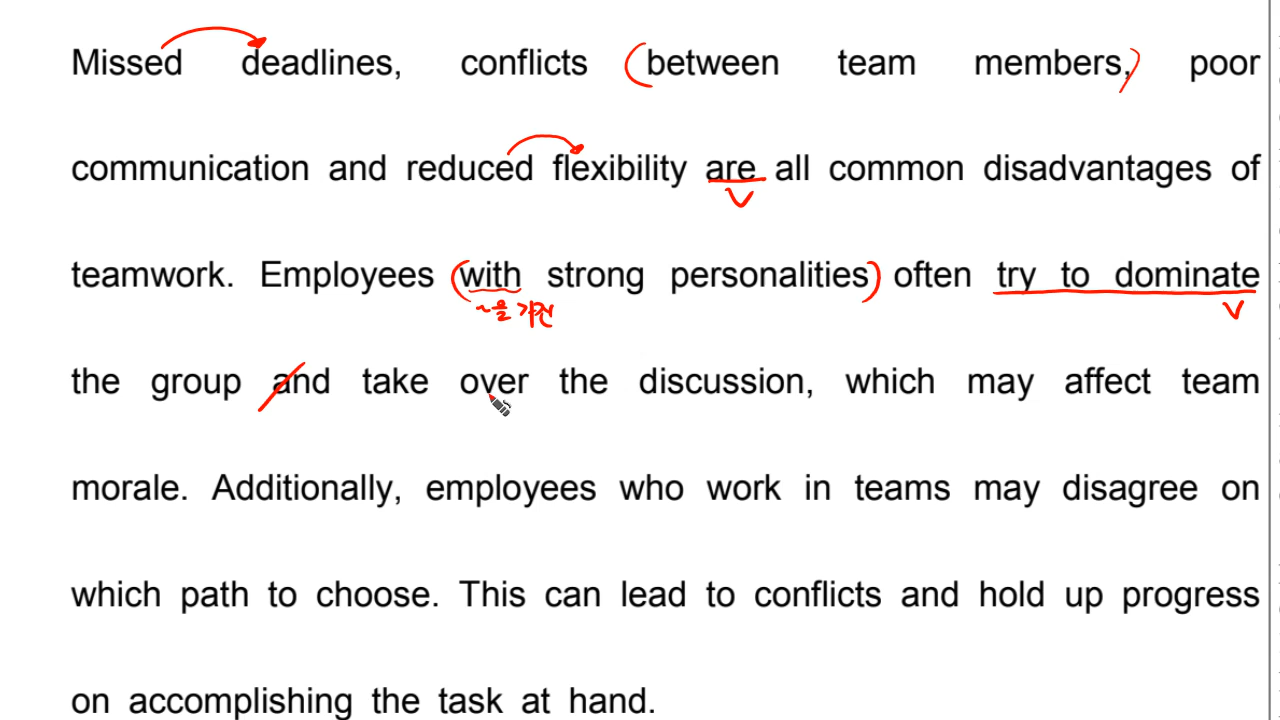 Missed deadlines, conflicts (between team members,) poor
communication and reduced flexibility are all common disadvantages of
V
teamwork. Employees (with strong personalities) often try to dominate
~을 가진
V
the group and take over the discussion, which may affect team
morale. Additionally, employees who work in teams may disagree on
which path to choose. This can lead to conflicts and hold up progress
on accomplishing the task at hand.